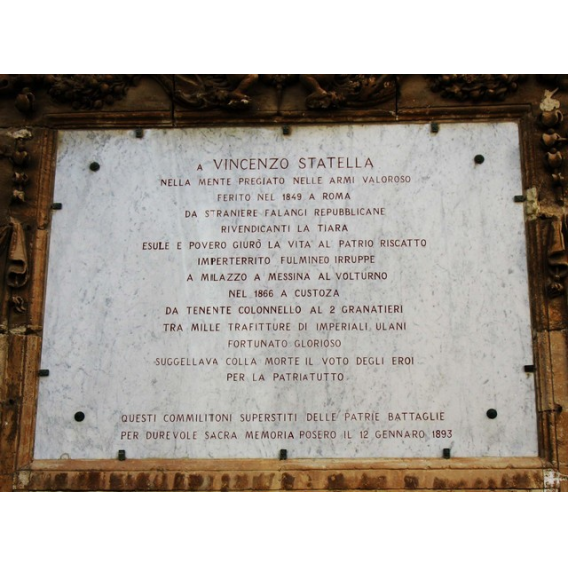 A VINCENZO STATELLA
NELLA MENTE PREGIATO NELLE ARMI VALOROSO
FERITO NEL 1849 A ROMA
DA STRANIERE FALANGI REPUBBLICANE
RIVENDICANTI LA TIARA
ESULE E POVERO GIURÒ LA VITA AL PATRIO RISCATTO
IMPERTERRITO FULMINEO IRRUPPE
A MILAZZO A MESSINA AL VOLTURNO
NEL 1866 A CUSTOZA
DA TENENTE COLONNELLO AL 2 GRANATIERI
TRA MILLE TRAFITTURE DI IMPERIALI ULANI
FORTUNATO GLORIOSO
SUGGELLAVA COLLA MORTE IL VOTO DEGLI EROI
PER LA PATRIA TUTTO
QUESTI COMMILITONI SUPERSTITI DELLE PATRIE BATTAGLIE
PER DUREVOLE SACRA MEMORIA POSERO IL 12 GENNARO 1893